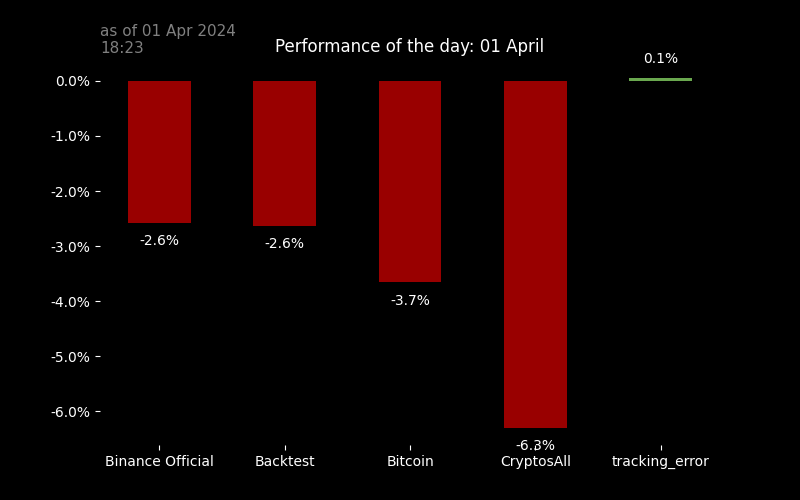 as of 01 Apr 2024
18:23
Performance of the day: 01 April
0.1%
0.0%
-1.0%
-2.0%
-3.0%
-4.0%
-5.0%
-6.0%
-2.6%
-2.6%
-3.7%
-6.3%
Binance Official
Backtest
Bitcoin
CryptosAll
tracking_error